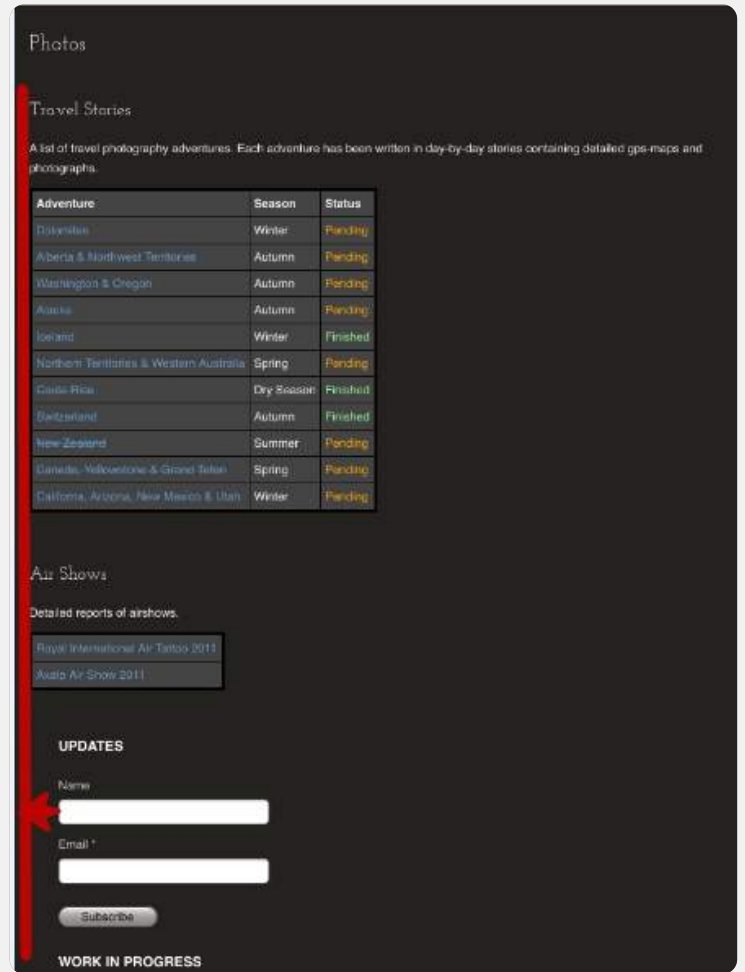 Photos
Travel Stories
A list of travel photography adventures. Each adventure has been written in day-by-day stories containing detailed gps-maps and
photographs.
Adventure Season Status
Dolomites Winter Pending
Alberta & Northwest Territories Autumn Pending
Washington & Oregon Autumn Pending
Alaska Autumn Pending
Iceland Winter Finished
Northern Territories & Western Australia Spring Pending
Costa Rica Dry Season Finished
Switzerland Autumn Finished
New Zealand Summer Pending
Canada, Yellowstone & Grand Teton Spring Pending
California, Arizona, New Mexico & Utah Winter Pending
Air Shows
Detailed reports of airshows.
Royal International Air Tattoo 2011
Axalp Air Show 2011
UPDATES
Name
Email *
Subscribe
WORK IN PROGRESS